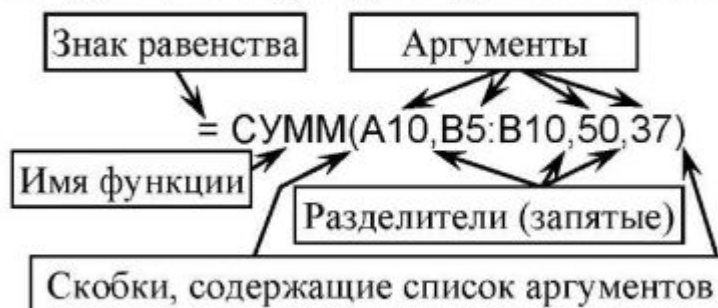 Знак равенства
Аргументы
= СУММ(A10,B5:B10,50,37)
Имя функции
Разделители (запятые)
Скобки, содержащие список аргументов